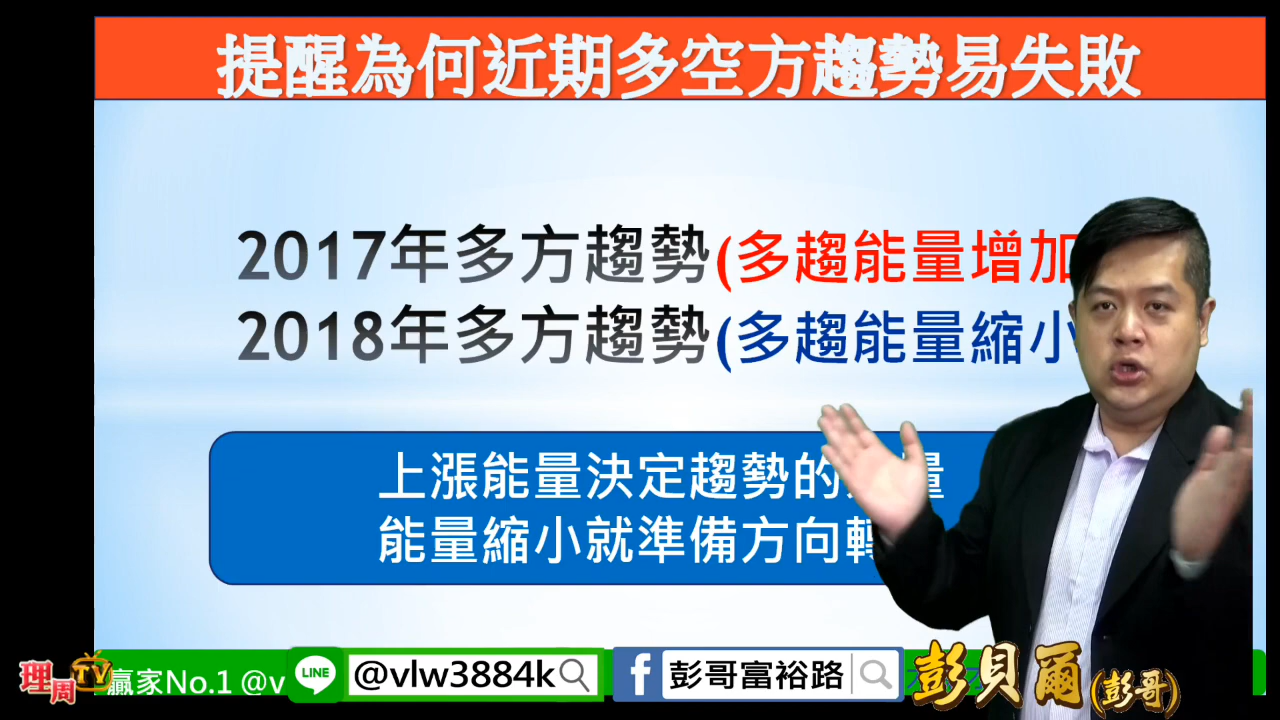 提醒為何近期多空方趨勢易失敗
2017年多方趨勢(多趨能量增加
2018年多方趨勢(多趨能量縮小
上漲能量決定趨勢的 量
能量縮小就準備方向轉
理周TV
贏家No.1 @v
LINE
@vlw3884k
f
彭哥富裕路
彭貝爾(彭哥)